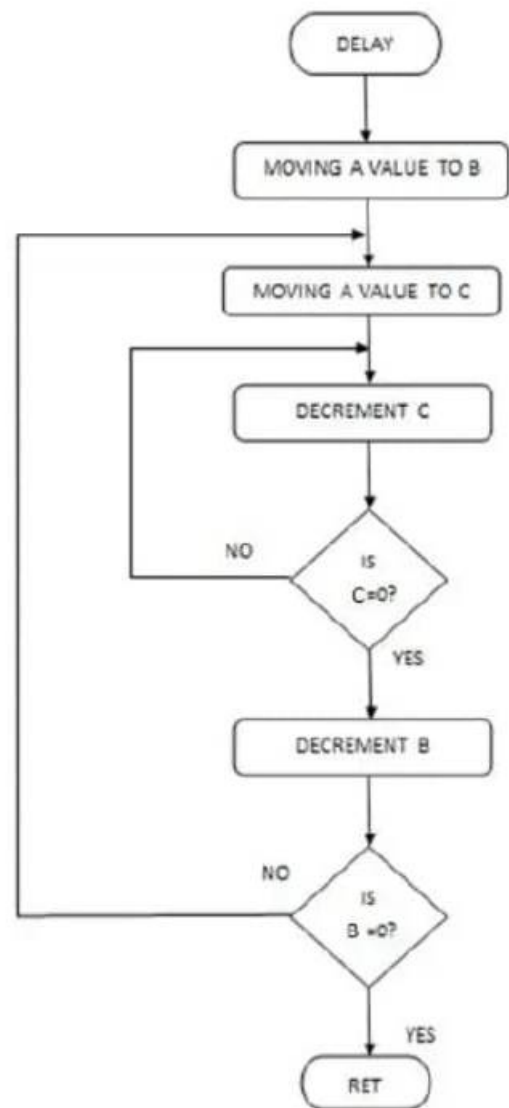 DELAY
MOVING A VALUE TO B
MOVING A VALUE TO C
DECREMENT C
NO
IS
C=0?
YES
DECREMENT B
NO
IS
B =0?
YES
RET